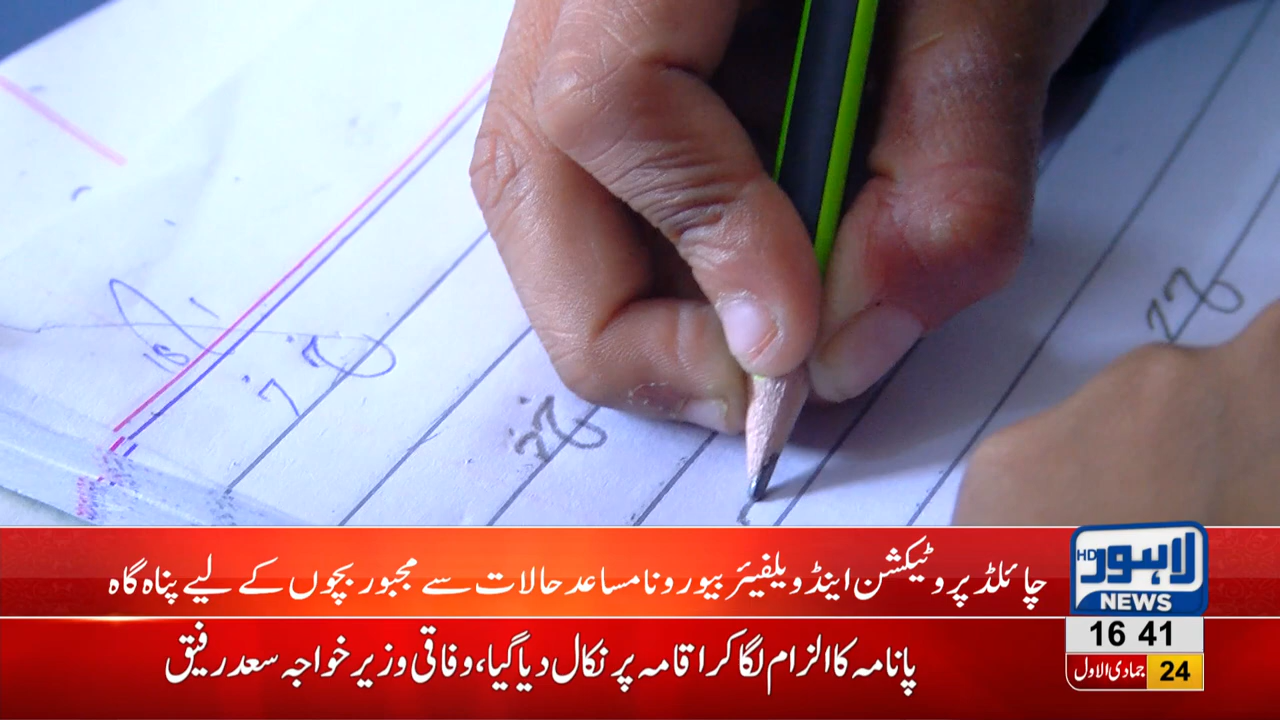 چائلڈ پروٹیکشن اینڈ ویلفیئر بیورو نامساعد حالات سے مجبور بچوں کے لیے پناہ گاہ
HD لاہور
NEWS
16 41
پانامہ کا الزام لگا کر اقامہ پر نکال دیا گیا، وفاقی وزیر خواجہ سعد رفیق
24 جمادی الاول